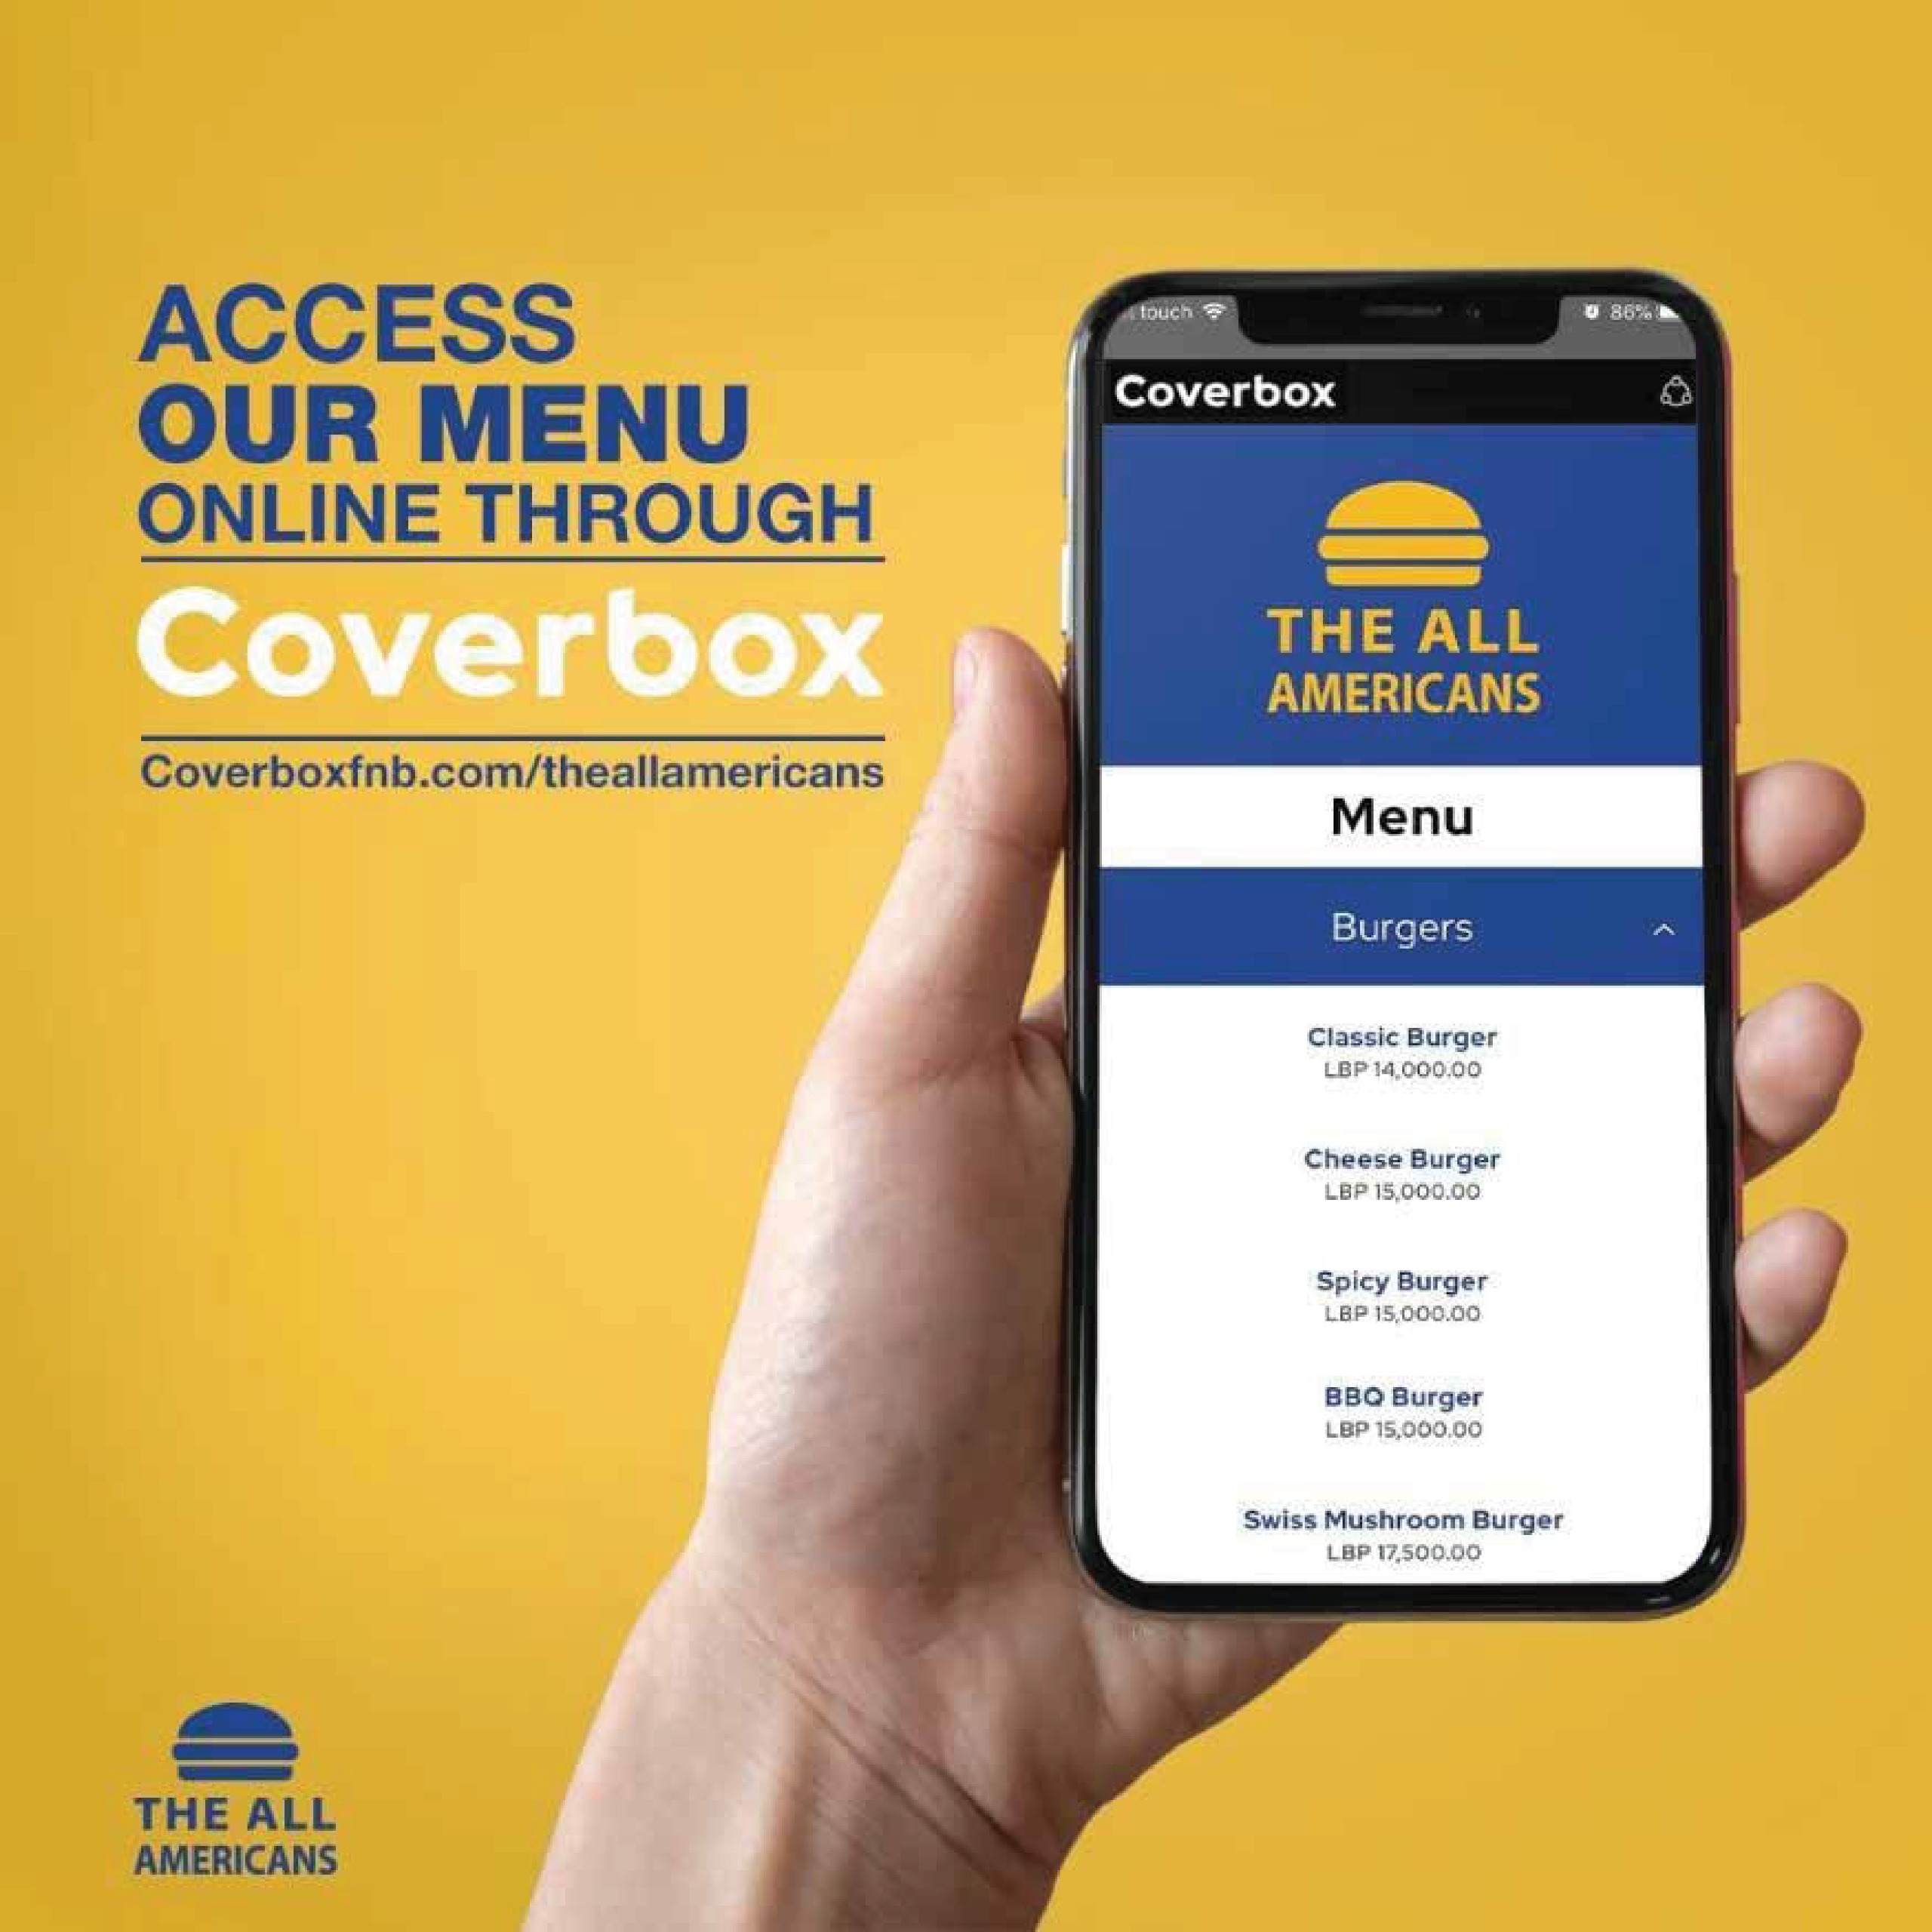 ACCESS
OUR MENU
ONLINE THROUGH
Coverbox
Coverboxfnb.com/theallamericans
touch
86%
Coverbox
THE ALL
AMERICANS
Menu
Burgers
Classic Burger
LBP 14,000.00
Cheese Burger
LBP 15,000.00
Spicy Burger
LBP 15,000.00
BBQ Burger
LBP 15,000.00
Swiss Mushroom Burger
LBP 17,500.00
THE ALL
AMERICANS